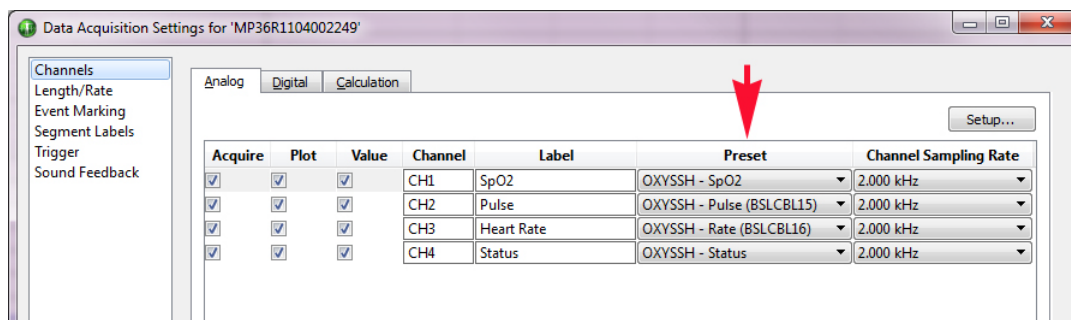 Data Acquisition Settings for 'MP36R1104002249'
Channels
Length/Rate
Event Marking
Segment Labels
Trigger
Sound Feedback
Analog Digital Calculation
Setup...
Acquire Plot Value Channel Label Preset Channel Sampling Rate
CH1 SpO2 OXYSSH - SpO2 2.000 kHz
CH2 Pulse OXYSSH - Pulse (BSLCBL15) 2.000 kHz
CH3 Heart Rate OXYSSH - Rate (BSLCBL16) 2.000 kHz
CH4 Status OXYSSH - Status 2.000 kHz